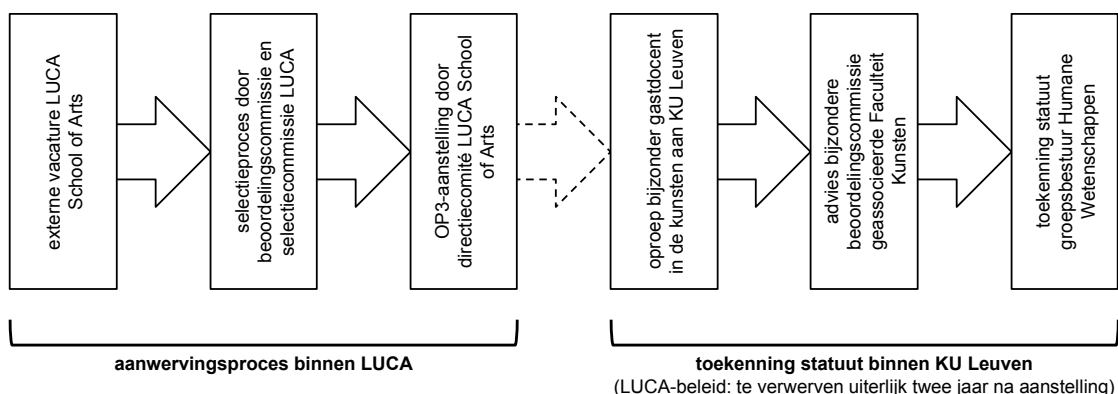 externe vacature LUCA
School of Arts
selectieproces door
beoordelingscommissie en
selectiecommissie LUCA
OP3-aanstelling door
directiecomité LUCA School
of Arts
oproep bijzonder gastdocent
in de kunsten aan KU Leuven
advies bijzondere
beoordelingscommissie
geassocieerde Faculteit
Kunsten
toekenning statuut
groepsbestuur Humane
Wetenschappen
aanwervingsproces binnen LUCA
toekenning statuut binnen KU Leuven
(LUCA-beleid: te verwerven uiterlijk twee jaar na aanstelling)